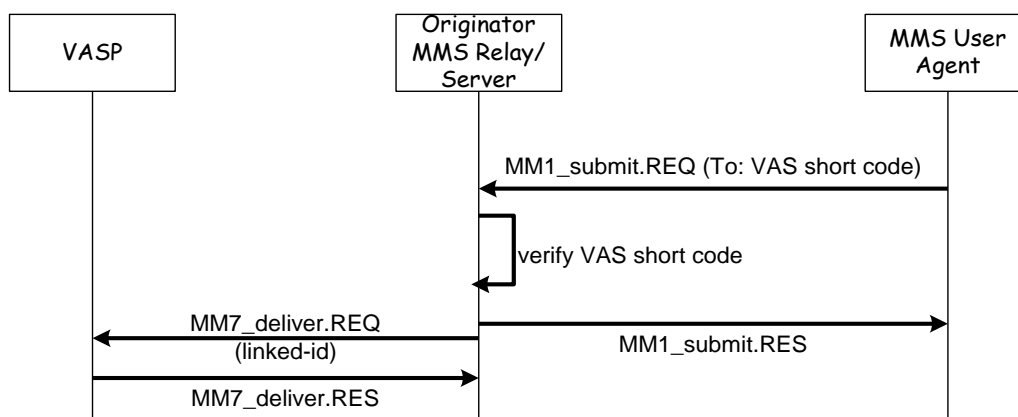 VASP
Originator
MMS Relay/
Server
MMS User
Agent
MM1_submit.REQ (To: VAS short code)
verify VAS short code
MM7_deliver.REQ
(linked-id)
MM1_submit.RES
MM7_deliver.RES